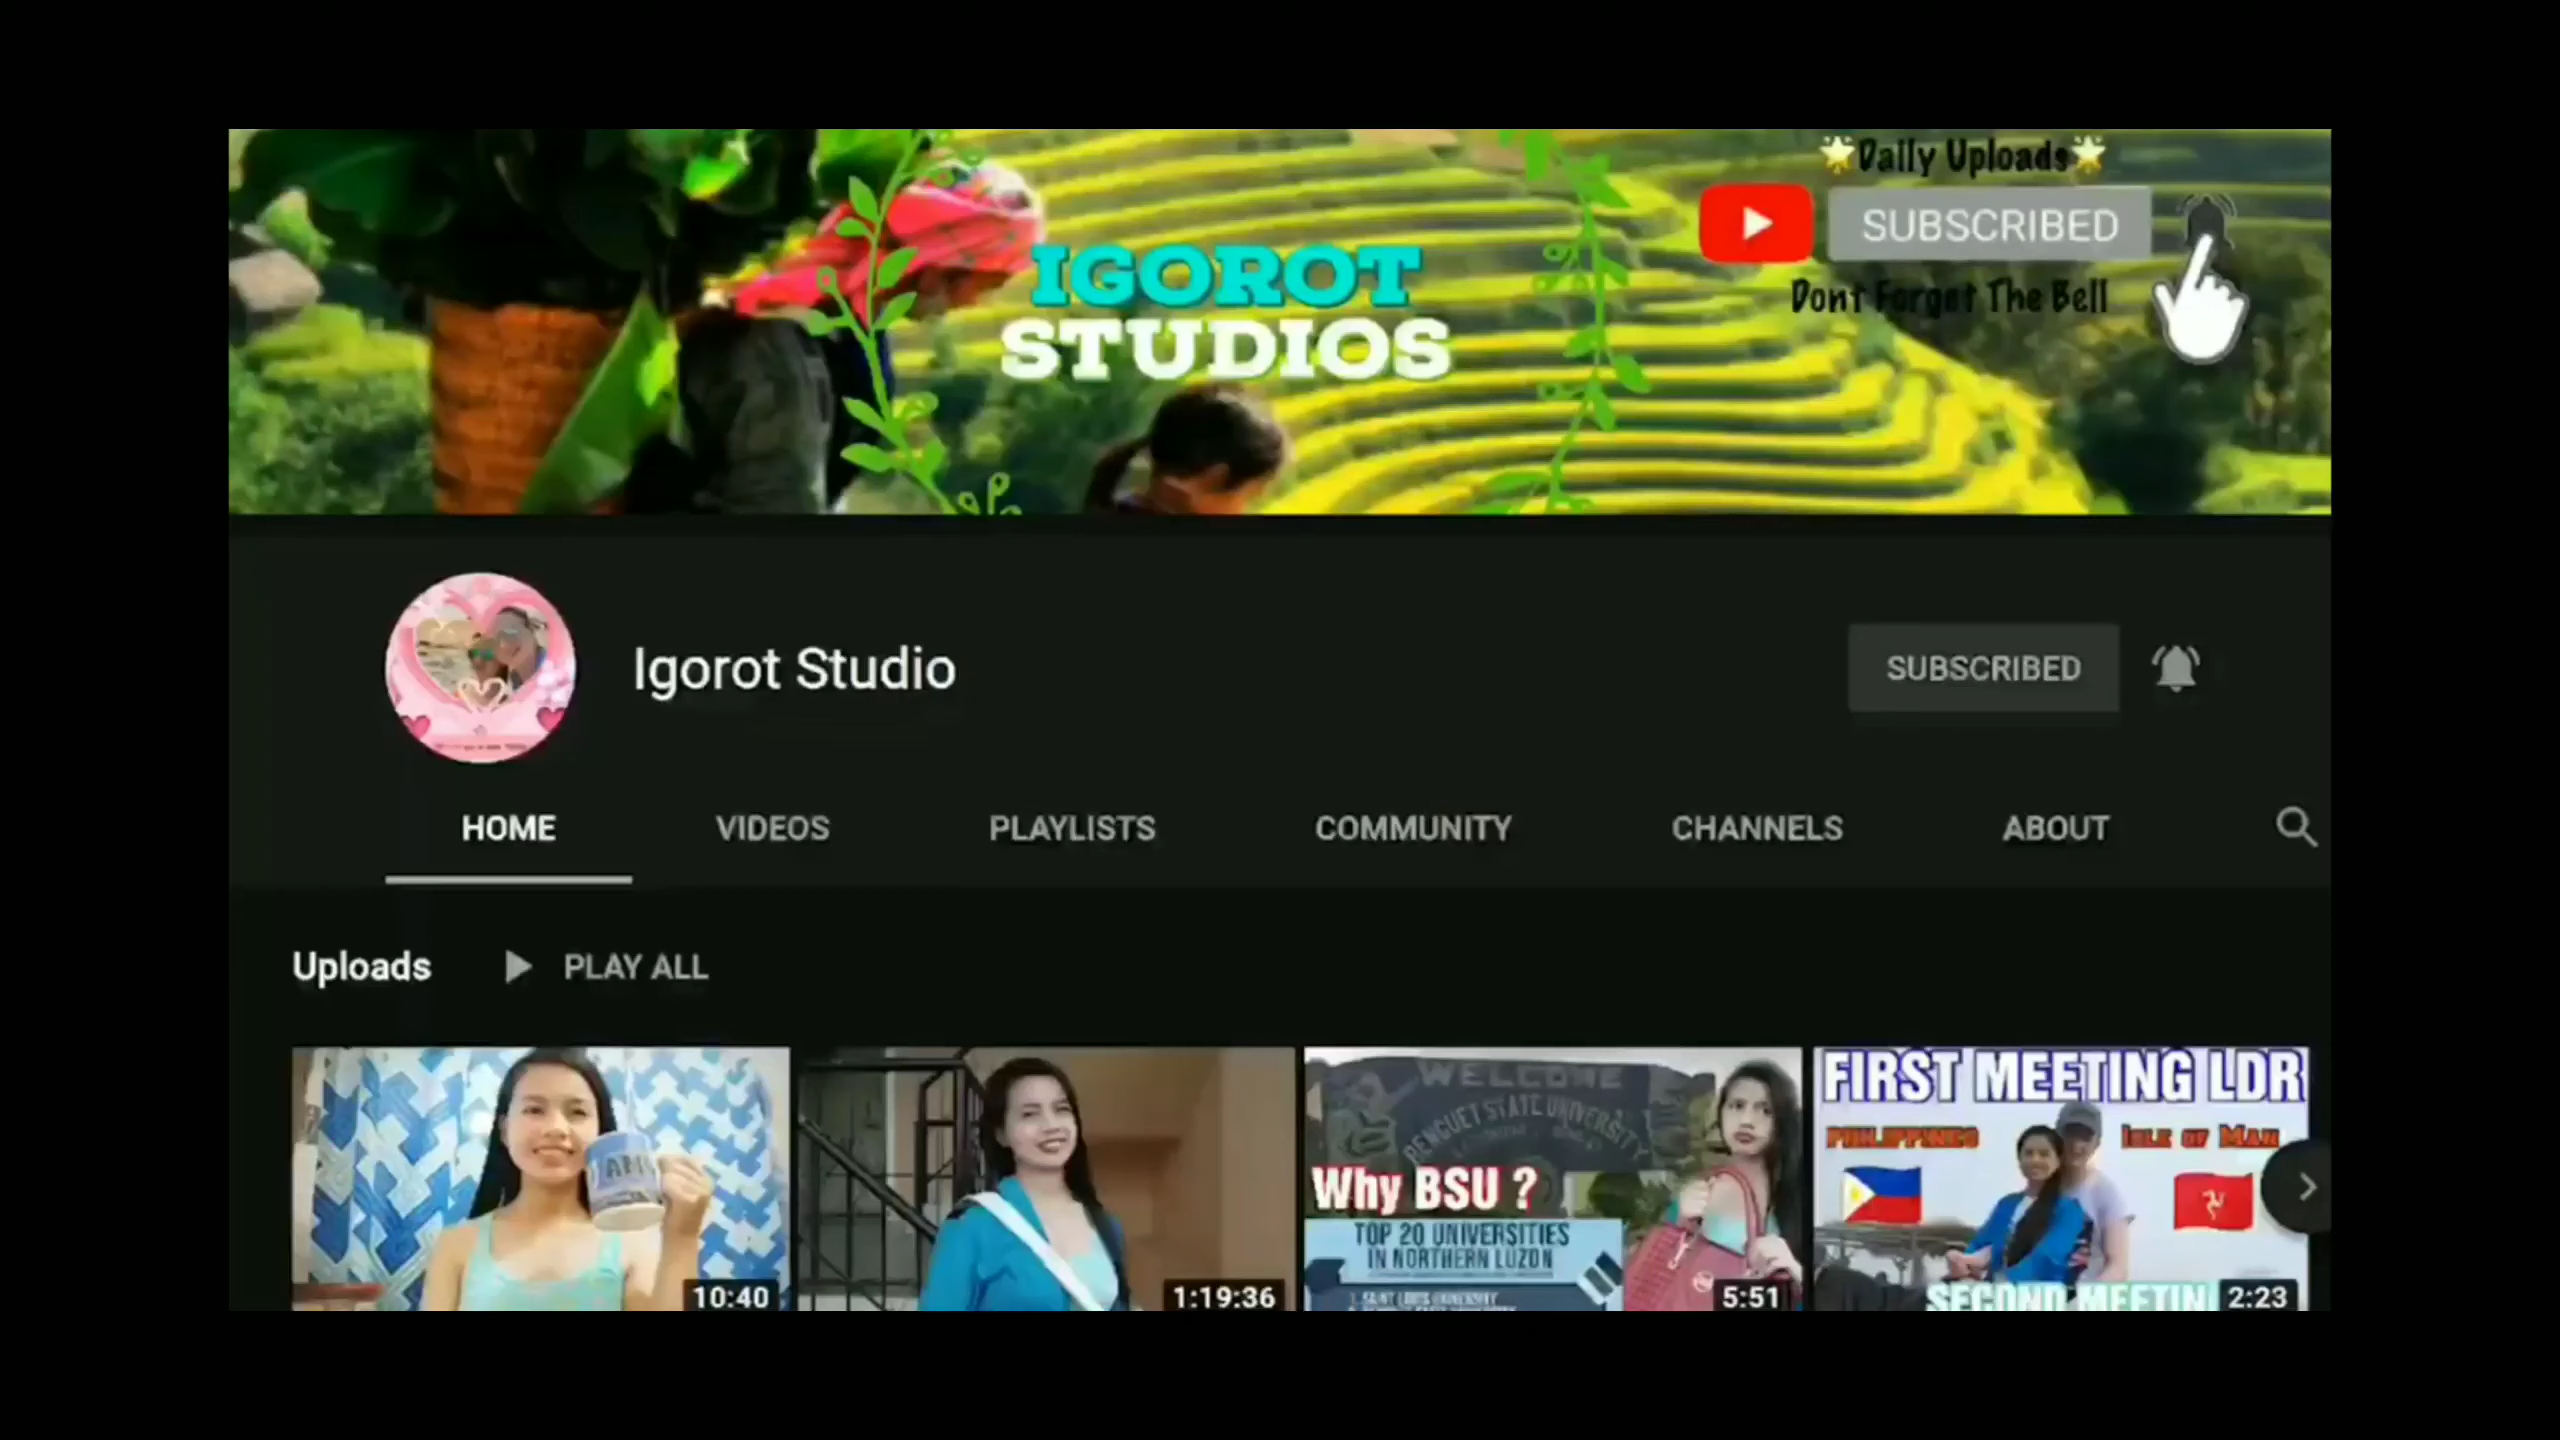 Daily Uploads
SUBSCRIBED
Dont Forget The Bell
IGOROT
STUDIOS
Igorot Studio
SUBSCRIBED
HOME VIDEOS PLAYLISTS COMMUNITY CHANNELS ABOUT
Uploads PLAY ALL
10:40
1:19:36
WELCOME
BENGUET STATE UNIVERSITY
Why BSU ?
TOP 20 UNIVERSITIES
IN NORTHERN LUZON
5:51
FIRST MEETING LDR
PHILIPPINES ISLE OF MAN
SECOND MEETIN
2:23